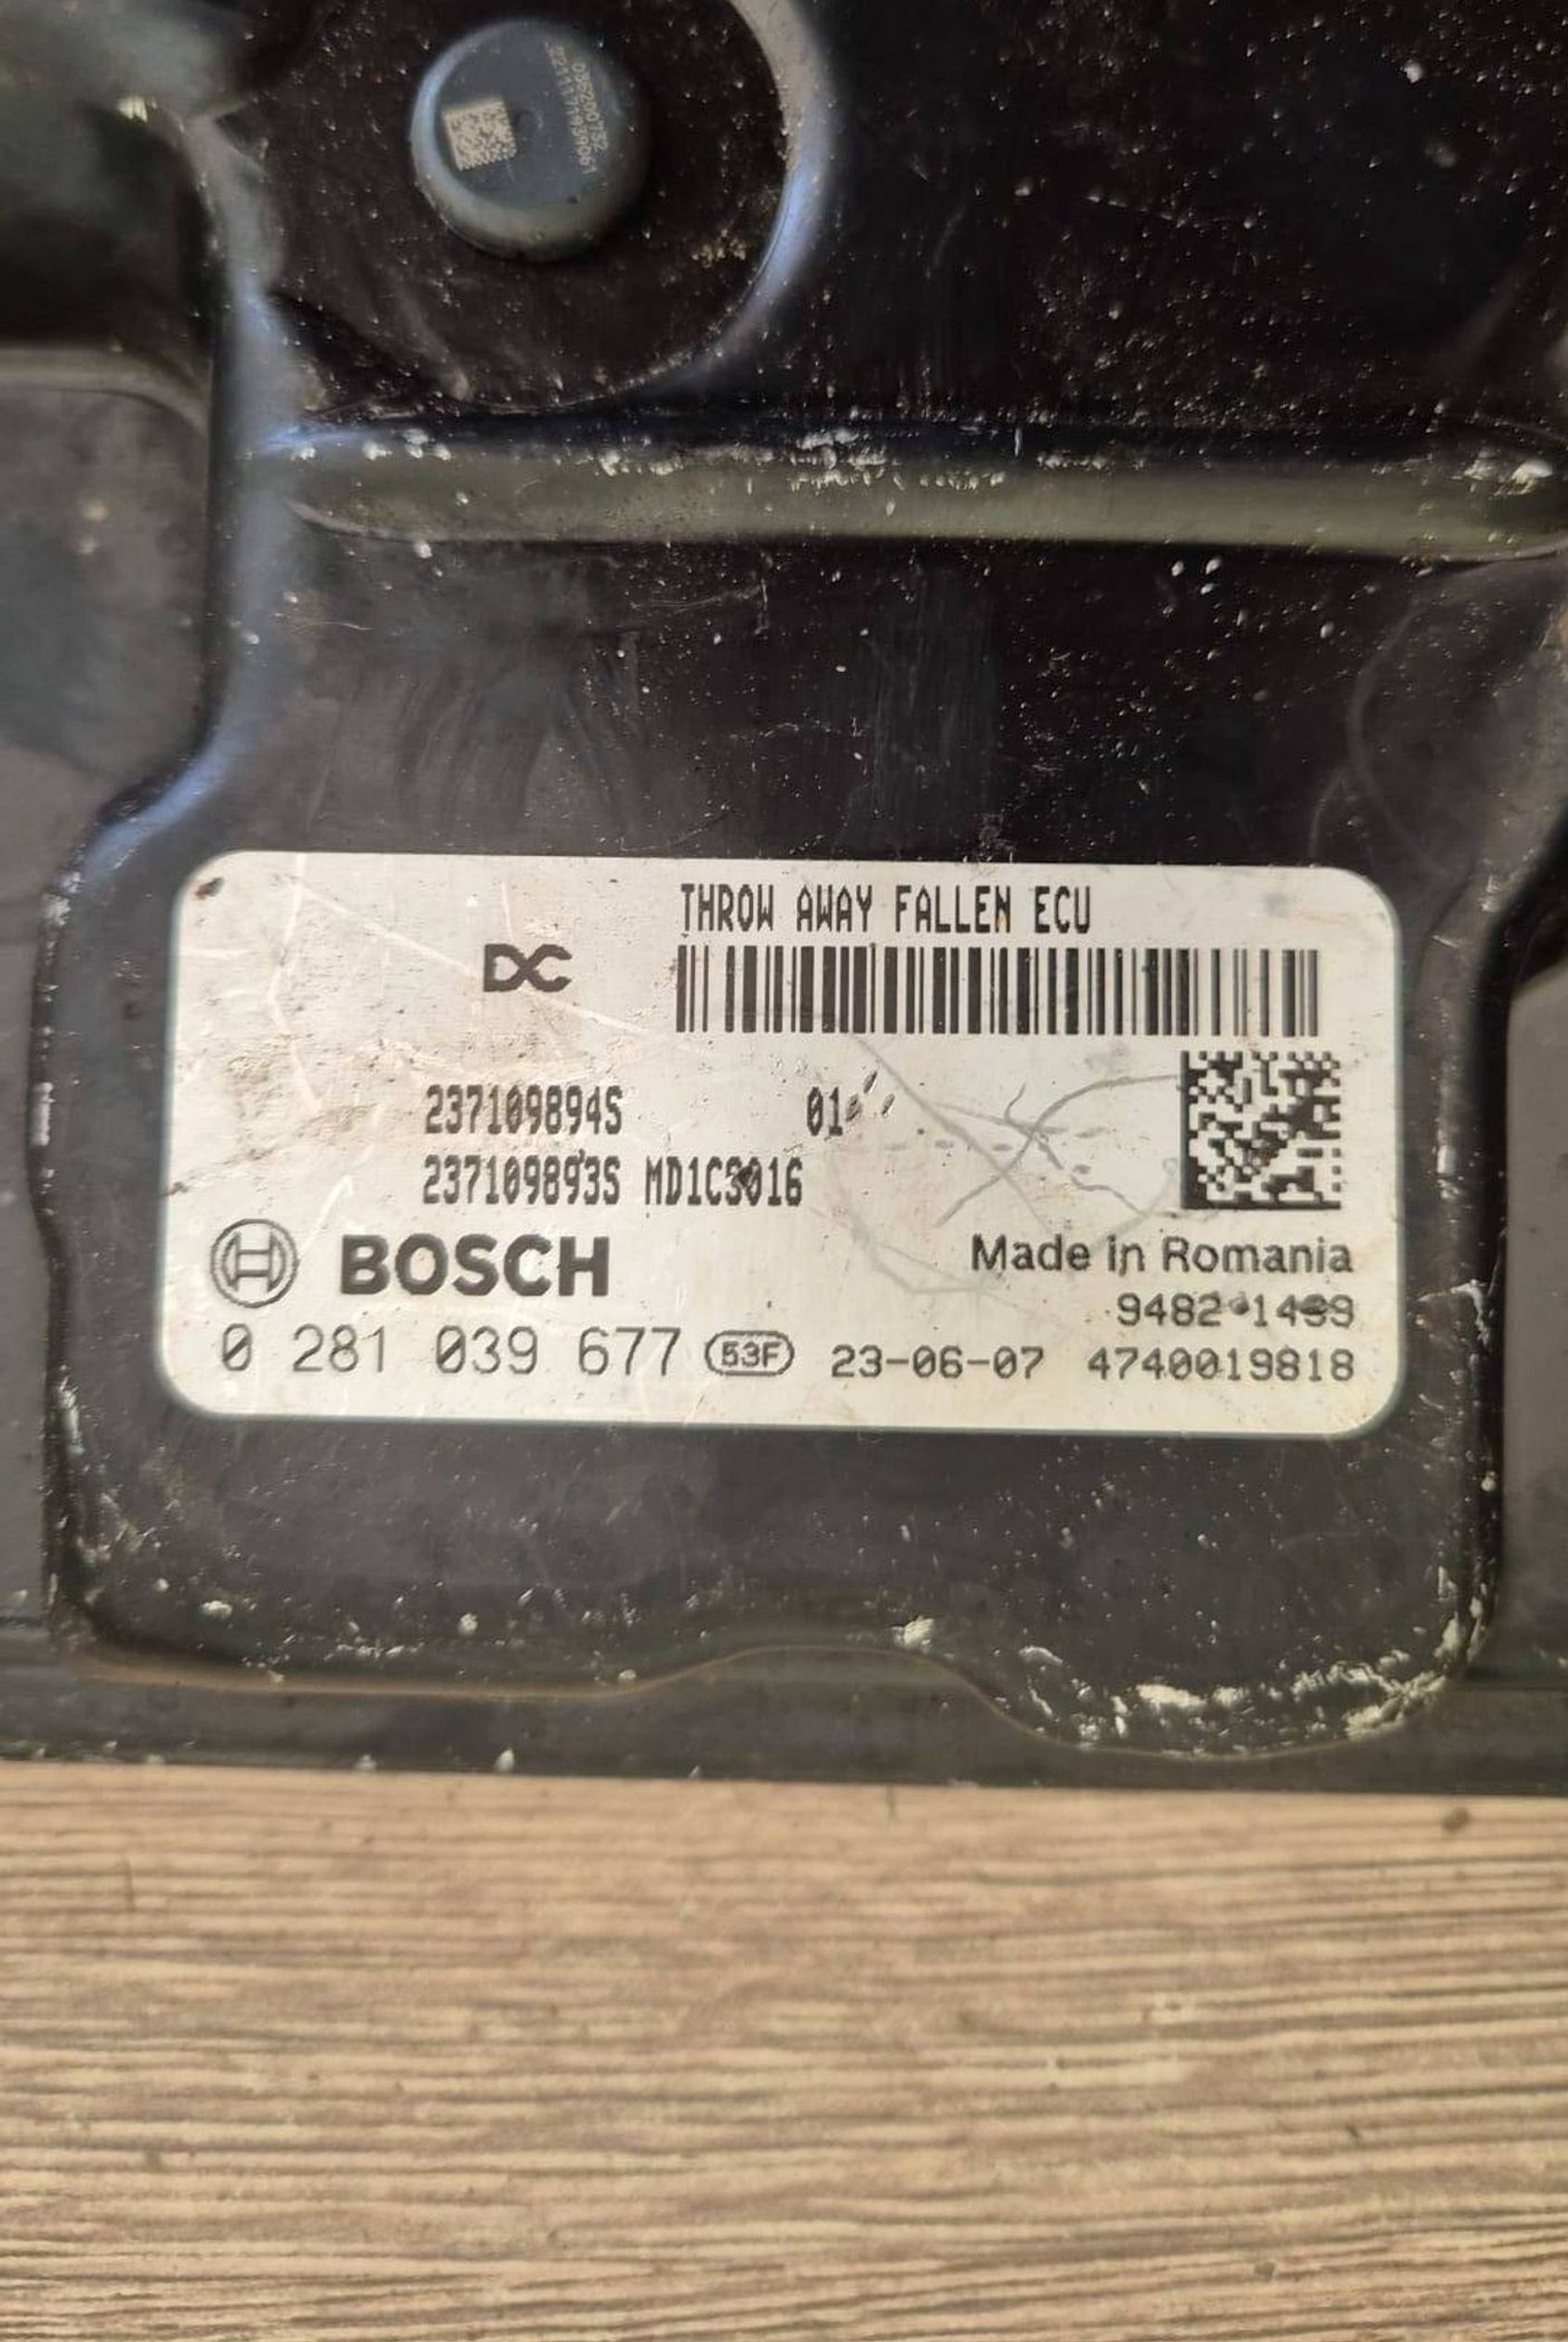 THROW AWAY FALLEN ECU
DC
237109894S 01
237109893S MD1CS016
BOSCH
Made in Romania
0 281 039 677 53F 23-06-07 4740019818